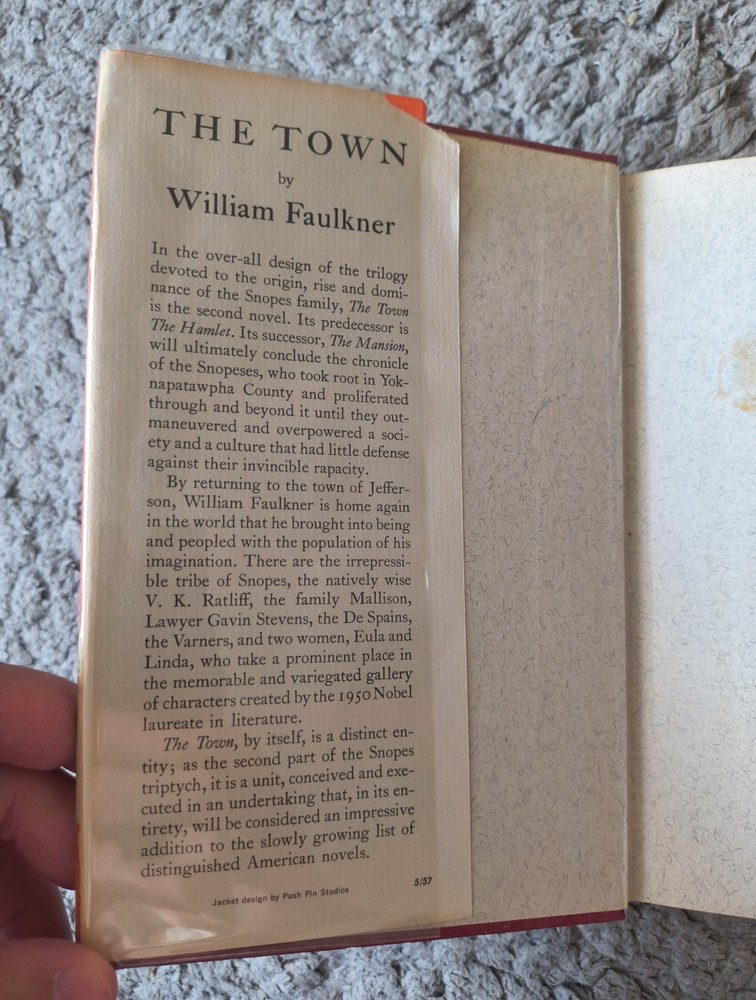 THE TOWN
by
William Faulkner
In the over-all design of the trilogy
devoted to the origin, rise and domi-
nance of the Snopes family, The Town
is the second novel. Its predecessor is
The Hamlet. Its successor, The Mansion,
will ultimately conclude the chronicle
of the Snopeses, who took root in Yok-
napatawpha County and proliferated
through and beyond it until they out-
maneuvered and overpowered a soci-
ety and a culture that had little defense
against their invincible rapacity.
By returning to the town of Jeffer-
son, William Faulkner is home again
in the world that he brought into being
and peopled with the population of his
imagination. There are the irrepressi-
ble tribe of Snopes, the natively wise
V. K. Ratliff, the family Mallison,
Lawyer Gavin Stevens, the De Spains,
the Varners, and two women, Eula and
Linda, who take a prominent place in
the memorable and variegated gallery
of characters created by the 1950 Nobel
laureate in literature.
The Town, by itself, is a distinct en-
tity; as the second part of the Snopes
triptych, it is a unit, conceived and exe-
cuted in an undertaking that, in its en-
tirety, will be considered an impressive
addition to the slowly growing list of
distinguished American novels.
5/57
Jacket design by Push Pin Studios